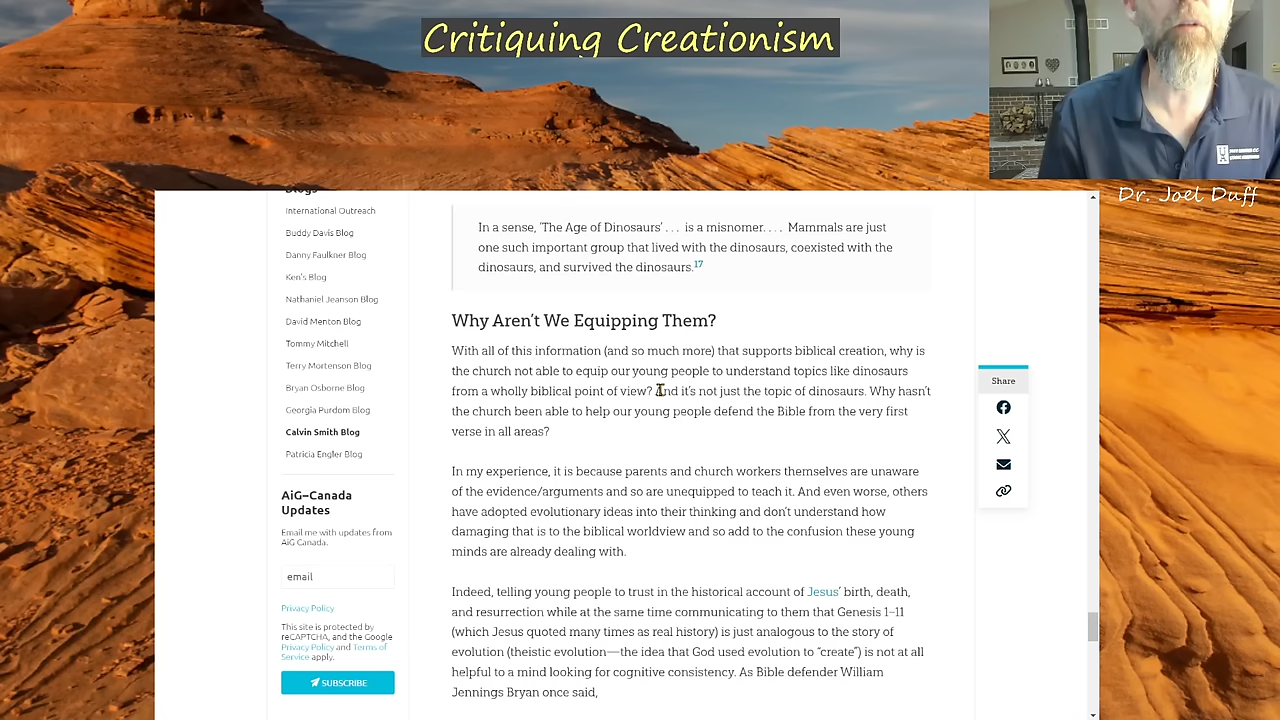 Critiquing Creationism
Dr. Joel Duff
Blogs
International Outreach
Buddy Davis Blog
Danny Faulkner Blog
Ken's Blog
Nathaniel Jeanson Blog
David Menton Blog
Tommy Mitchell
Terry Mortenson Blog
Bryan Osborne Blog
Georgia Purdom Blog
Calvin Smith Blog
Patricia Engler Blog
AiG–Canada
Updates
Email me with updates from
AiG Canada.
email
Privacy Policy
This site is protected by
reCAPTCHA, and the Google
Privacy Policy and Terms of
Service apply.
SUBSCRIBE
In a sense, 'The Age of Dinosaurs' . . . is a misnomer. . . . Mammals are just
one such important group that lived with the dinosaurs, coexisted with the
dinosaurs, and survived the dinosaurs.17
Why Aren't We Equipping Them?
With all of this information (and so much more) that supports biblical creation, why is
the church not able to equip our young people to understand topics like dinosaurs
from a wholly biblical point of view? And it's not just the topic of dinosaurs. Why hasn't
the church been able to help our young people defend the Bible from the very first
verse in all areas?
In my experience, it is because parents and church workers themselves are unaware
of the evidence/arguments and so are unequipped to teach it. And even worse, others
have adopted evolutionary ideas into their thinking and don't understand how
damaging that is to the biblical worldview and so add to the confusion these young
minds are already dealing with.
Indeed, telling young people to trust in the historical account of Jesus' birth, death,
and resurrection while at the same time communicating to them that Genesis 1–11
(which Jesus quoted many times as real history) is just analogous to the story of
evolution (theistic evolution—the idea that God used evolution to "create") is not at all
helpful to a mind looking for cognitive consistency. As Bible defender William
Jennings Bryan once said,
Share